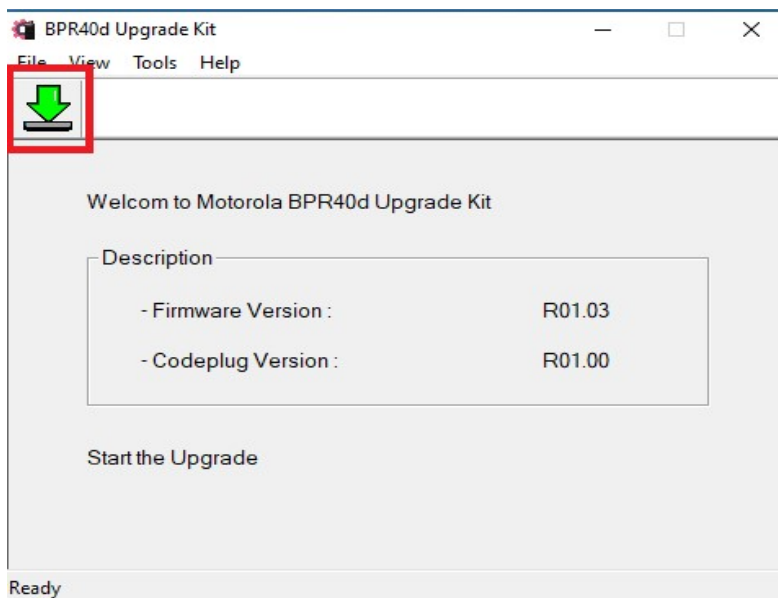 BPR40d Upgrade Kit
File View Tools Help
Welcom to Motorola BPR40d Upgrade Kit
Description
- Firmware Version : R01.03
- Codeplug Version : R01.00
Start the Upgrade
Ready